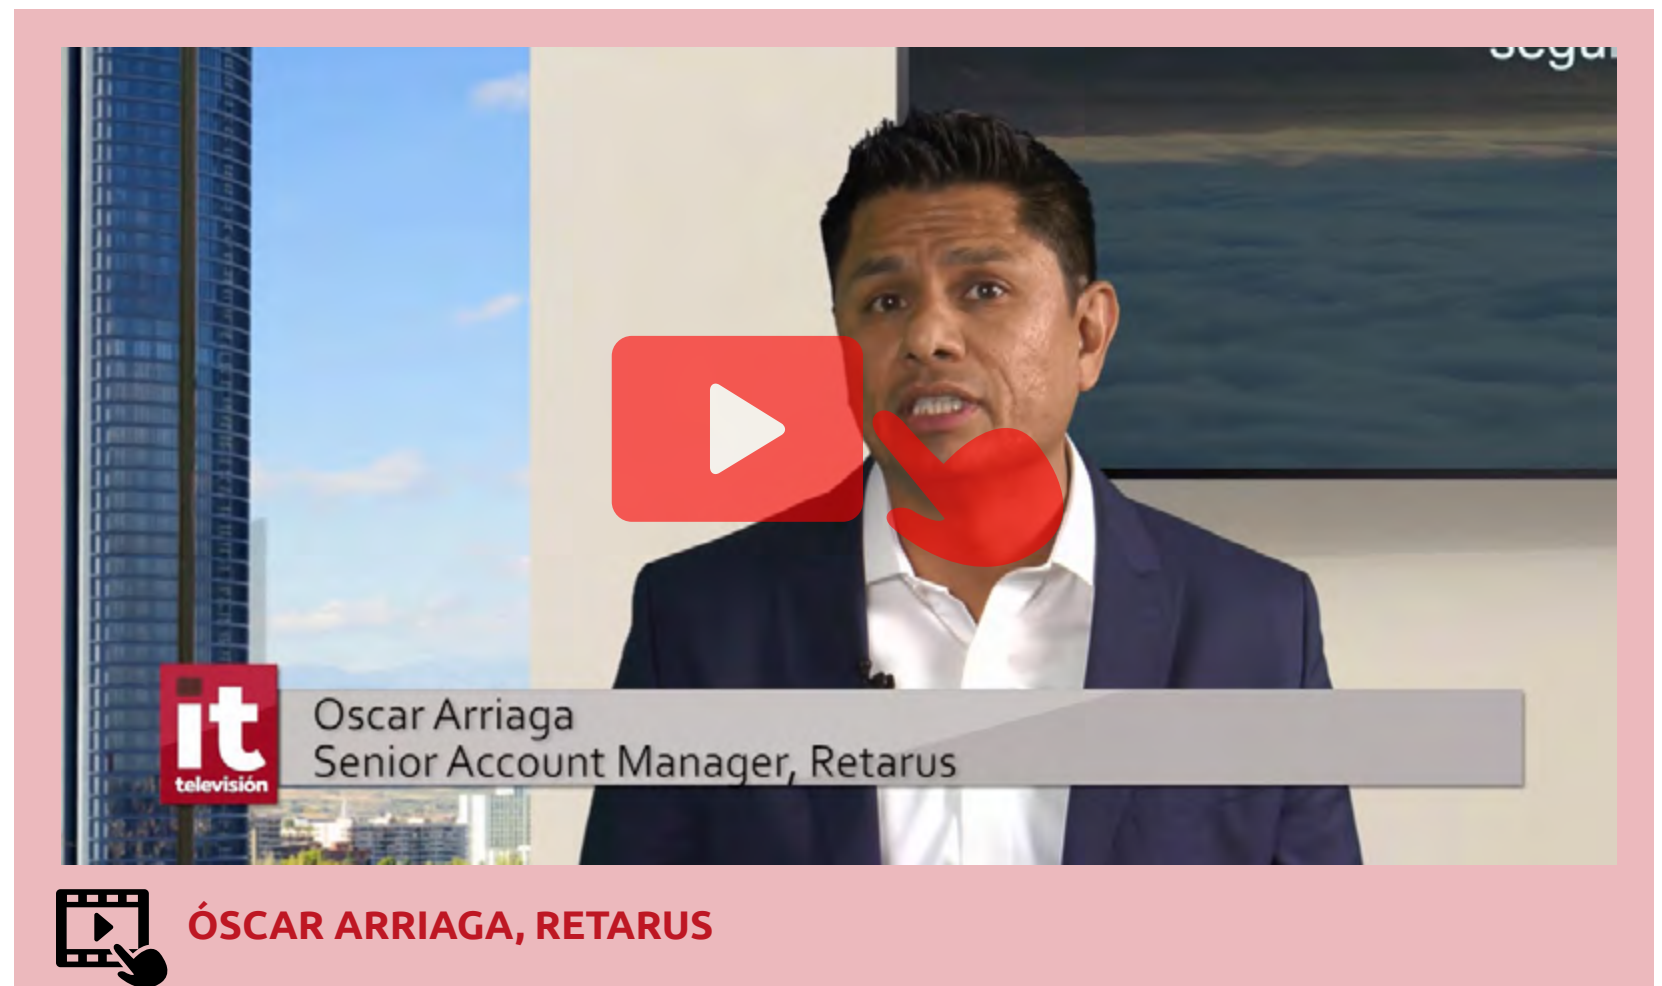 it
televisión
Oscar Arriaga
Senior Account Manager, Retarus
ÓSCAR ARRIAGA, RETARUS